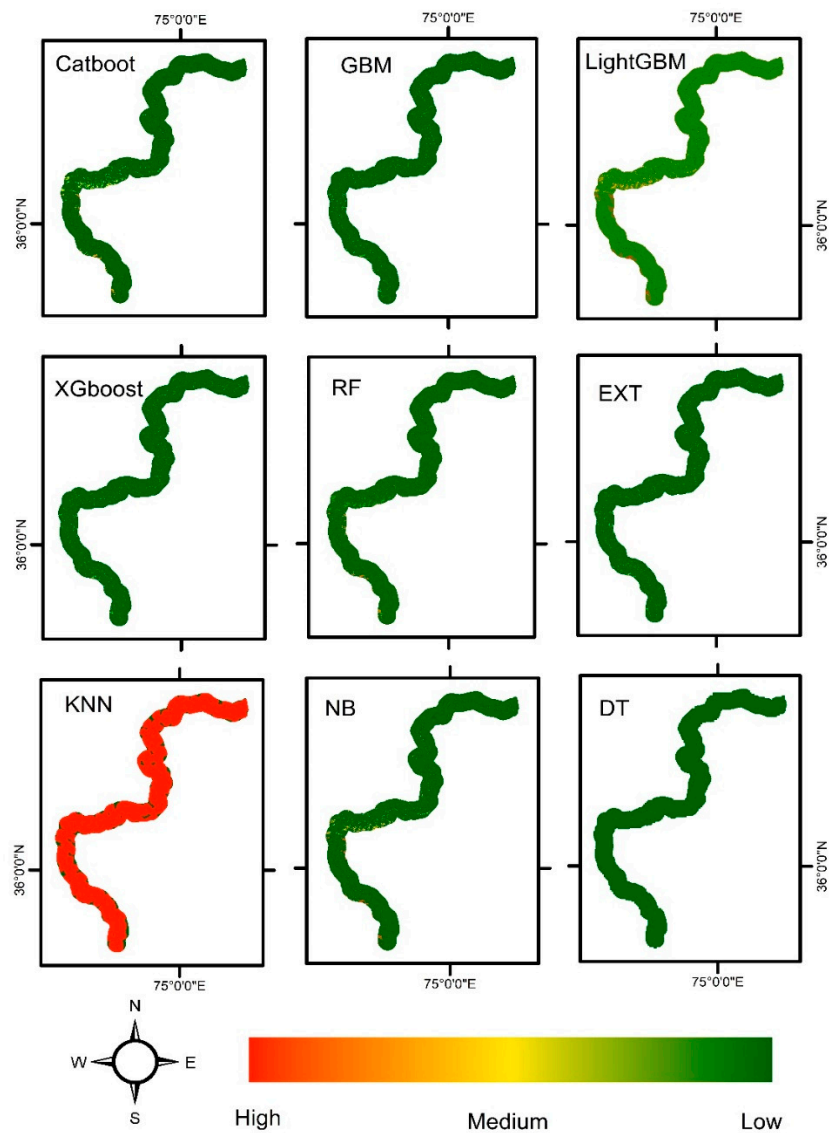 75°0'0"E
75°0'0"E
75°0'0"E
Catboot
GBM
LightGBM
36°0'0"N
36°0'0"N
XGboost
RF
EXT
36°0'0"N
36°0'0"N
KNN
NB
DT
36°0'0"N
36°0'0"N
75°0'0"E
75°0'0"E
75°0'0"E
N
W
E
S
High
Medium
Low